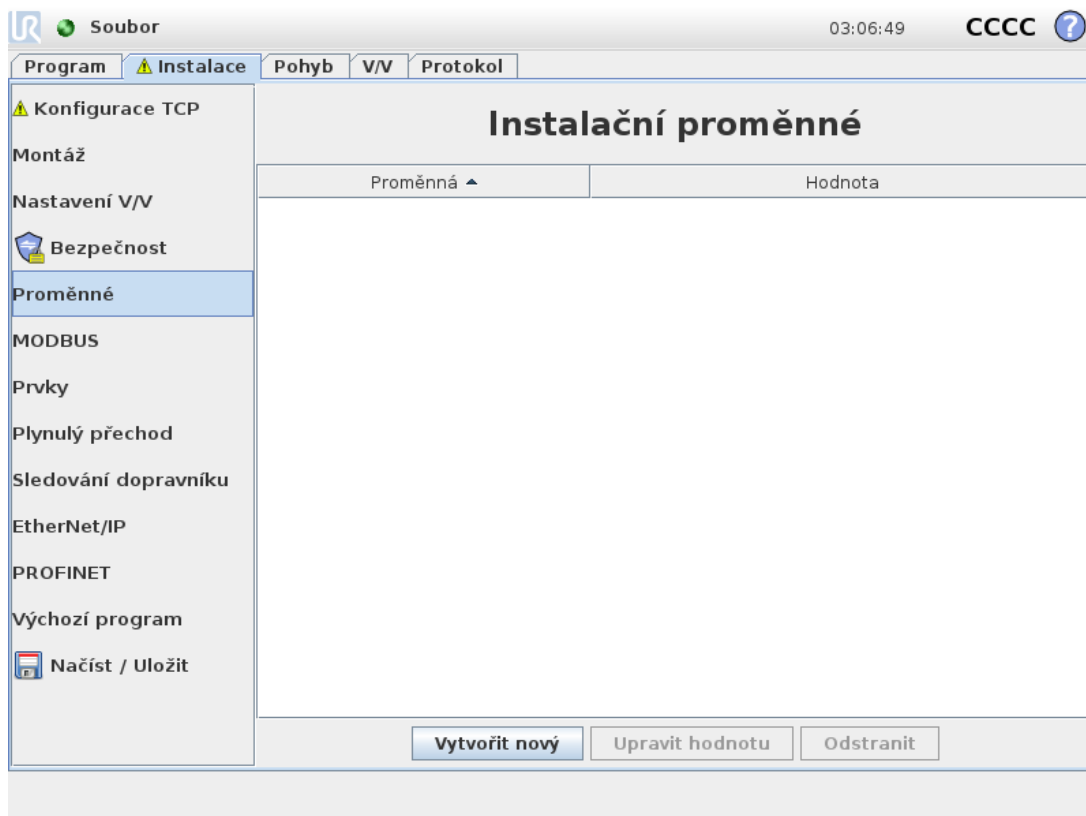 UR Soubor 03:06:49 CCCC ?
Program Instalace Pohyb V/V Protokol
Konfigurace TCP
Montáž
Nastavení V/V
Bezpečnost
Proměnné
MODBUS
Prvky
Plynulý přechod
Sledování dopravníku
EtherNet/IP
PROFINET
Výchozí program
Načíst / Uložit
Instalační proměnné
Proměnná Hodnota
Vytvořit nový Upravit hodnotu Odstranit